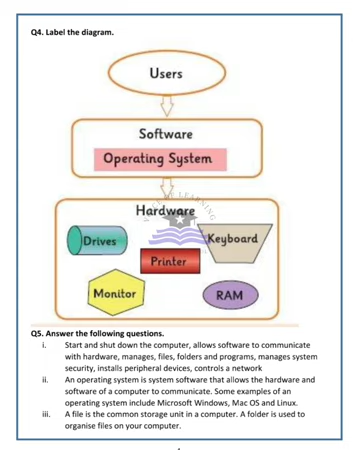 Q4. Label the diagram.
Users
Software
Operating System
Hardware
Drives
Keyboard
Printer
Monitor
RAM
Q5. Answer the following questions.
i. Start and shut down the computer, allows software to communicate
with hardware, manages, files, folders and programs, manages system
security, installs peripheral devices, controls a network
ii. An operating system is system software that allows the hardware and
software of a computer to communicate. Some examples of an
operating system include Microsoft Windows, Mac OS and Linux.
iii. A file is the common storage unit in a computer. A folder is used to
organise files on your computer.